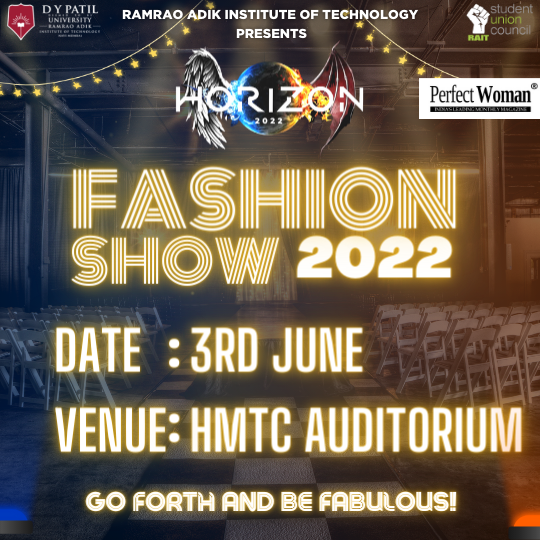 D Y PATIL
UNIVERSITY
RAMRAO ADIK
INSTITUTE OF TECHNOLOGY
NAVI MUMBAI
RAMRAO ADIK INSTITUTE OF TECHNOLOGY
PRESENTS
student
union
council
RAIT
HORIZON
2022
Perfect Woman®
INDIA'S LEADING MONTHLY MAGAZINE
FASHION
SHOW 2022
DATE : 3RD JUNE
VENUE: HMTC AUDITORIUM
GO FORTH AND BE FABULOUS!